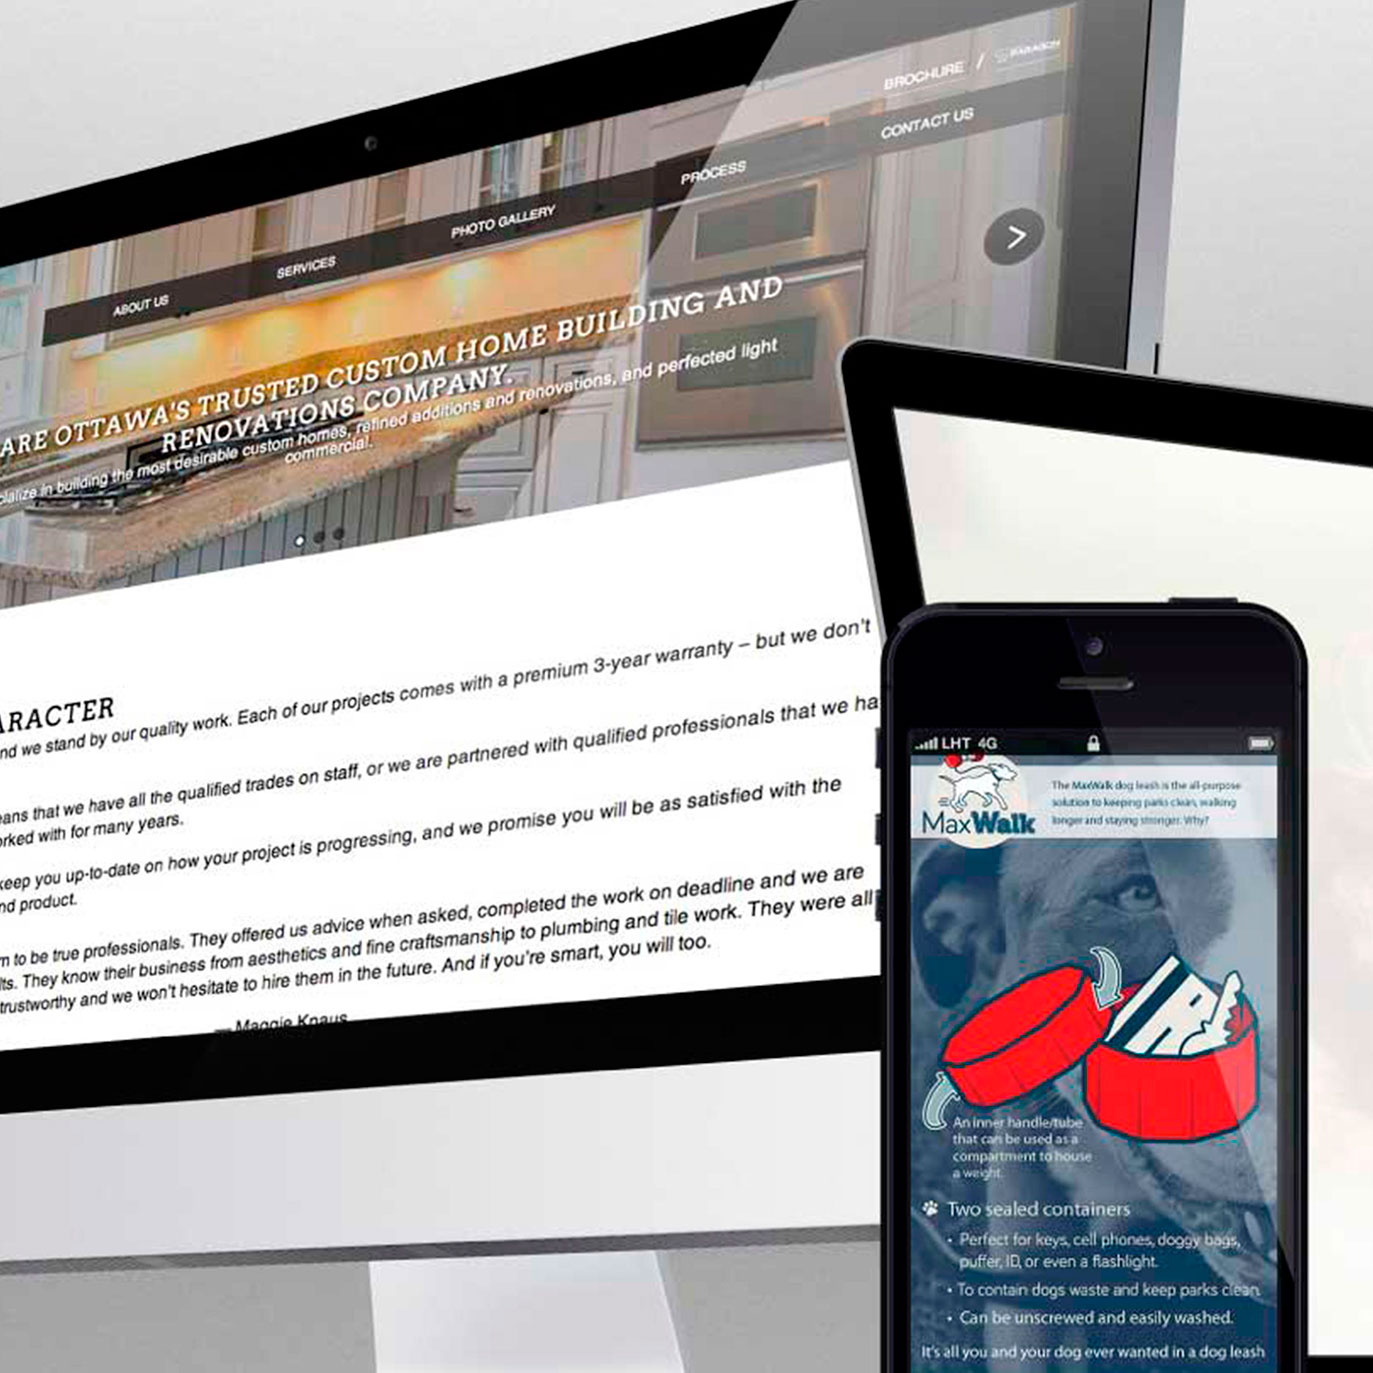 BROCHURE / PARAGON
ABOUT US SERVICES PHOTO GALLERY PROCESS CONTACT US
ARE OTTAWA'S TRUSTED CUSTOM HOME BUILDING AND
RENOVATIONS COMPANY.
in building the most desirable custom homes, refined additions and renovations, and perfected light
commercial.
we stand by our quality work. Each of our projects comes with a premium 3-year warranty – but we don't
that we have all the qualified trades on staff, or we are partnered with qualified professionals that we
with for many years.
keep you up-to-date on how your project is progressing, and we promise you will be as satisfied with the
product.
to be true professionals. They offered us advice when asked, completed the work on deadline and we are
They know their business from aesthetics and fine craftsmanship to plumbing and tile work. They were all
trustworthy and we won't hesitate to hire them in the future. And if you're smart, you will too.
— Maggie Knaus
LHT 4G
MaxWalk
The MaxWalk dog leash is the all-purpose
solution to keeping parks clean, walking
longer and staying stronger. Why?
An inner handle/tube
that can be used as a
compartment to house
a weight.
Two sealed containers
• Perfect for keys, cell phones, doggy bags,
puffer, ID, or even a flashlight.
• To contain dogs waste and keep parks clean.
• Can be unscrewed and easily washed.
It's all you and your dog ever wanted in a dog leash